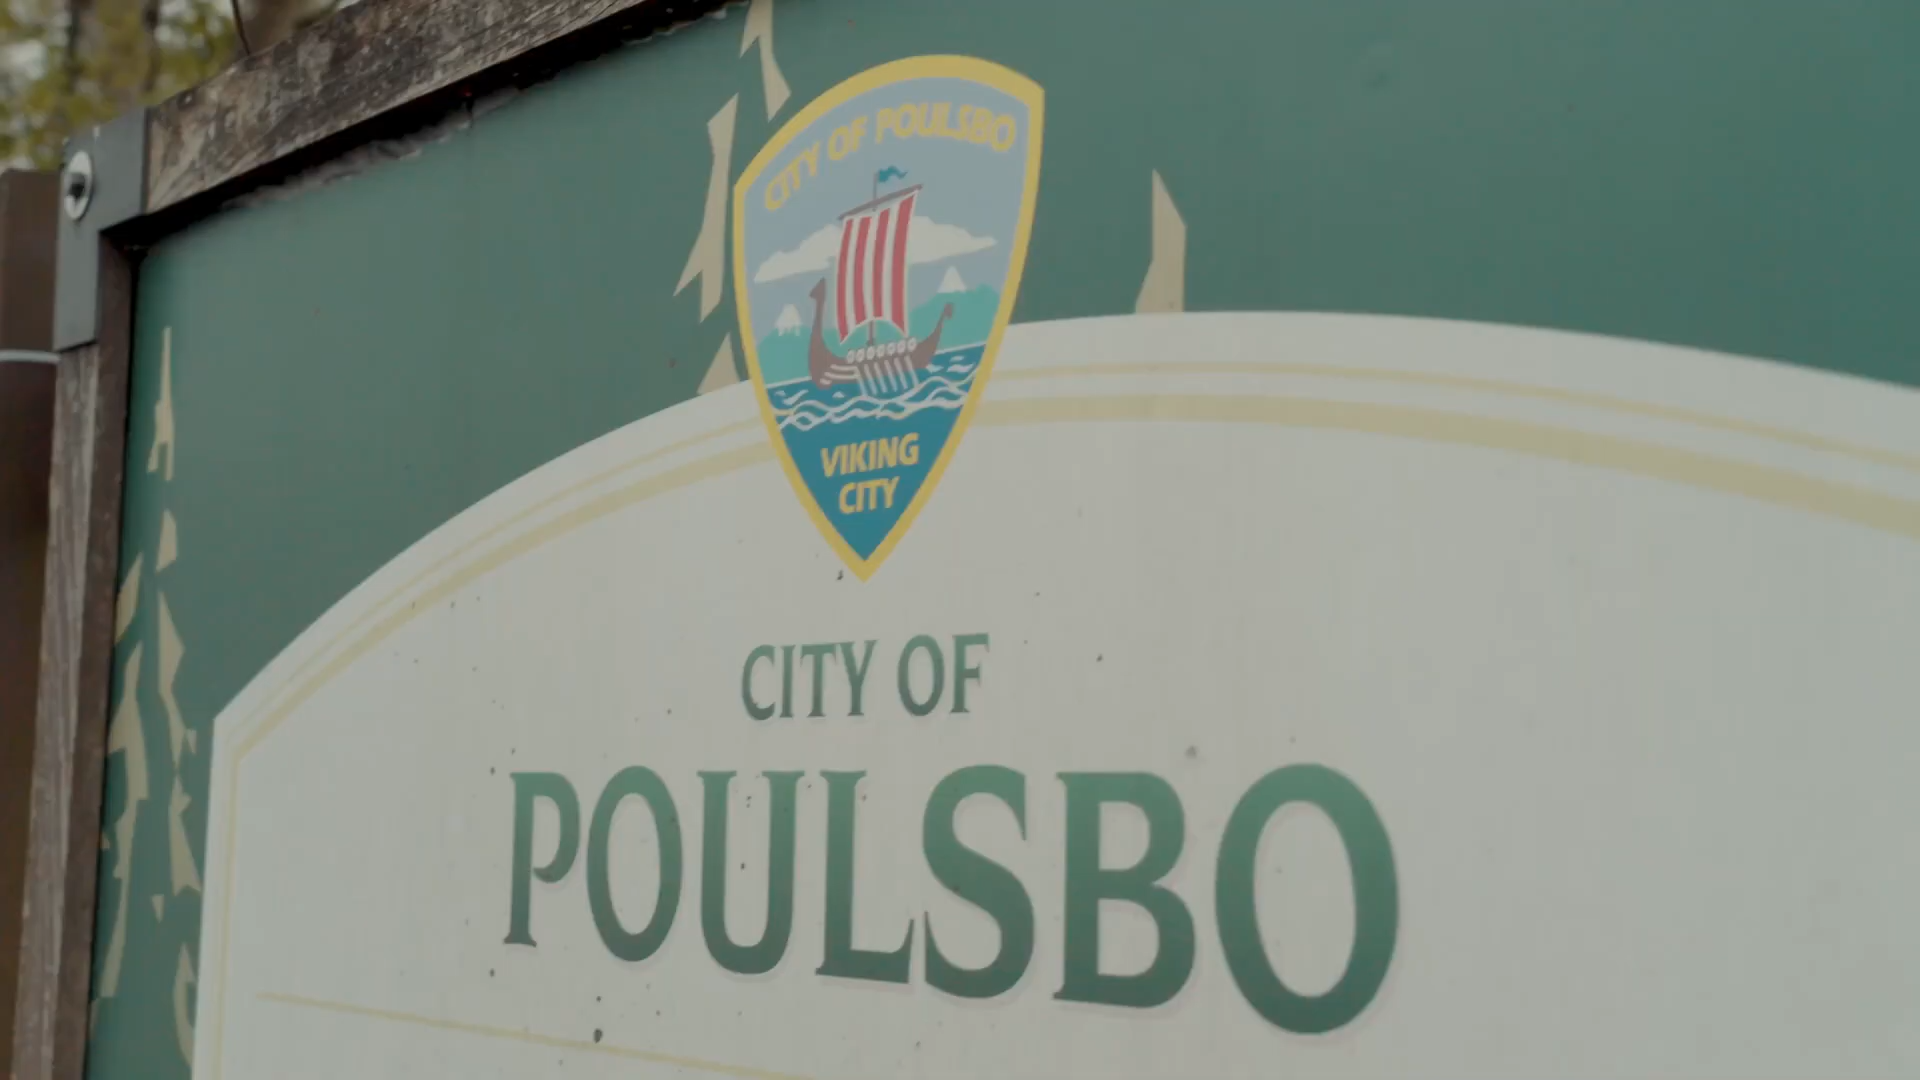 CITY OF POULSBO
VIKING
CITY
CITY OF
POULSBO